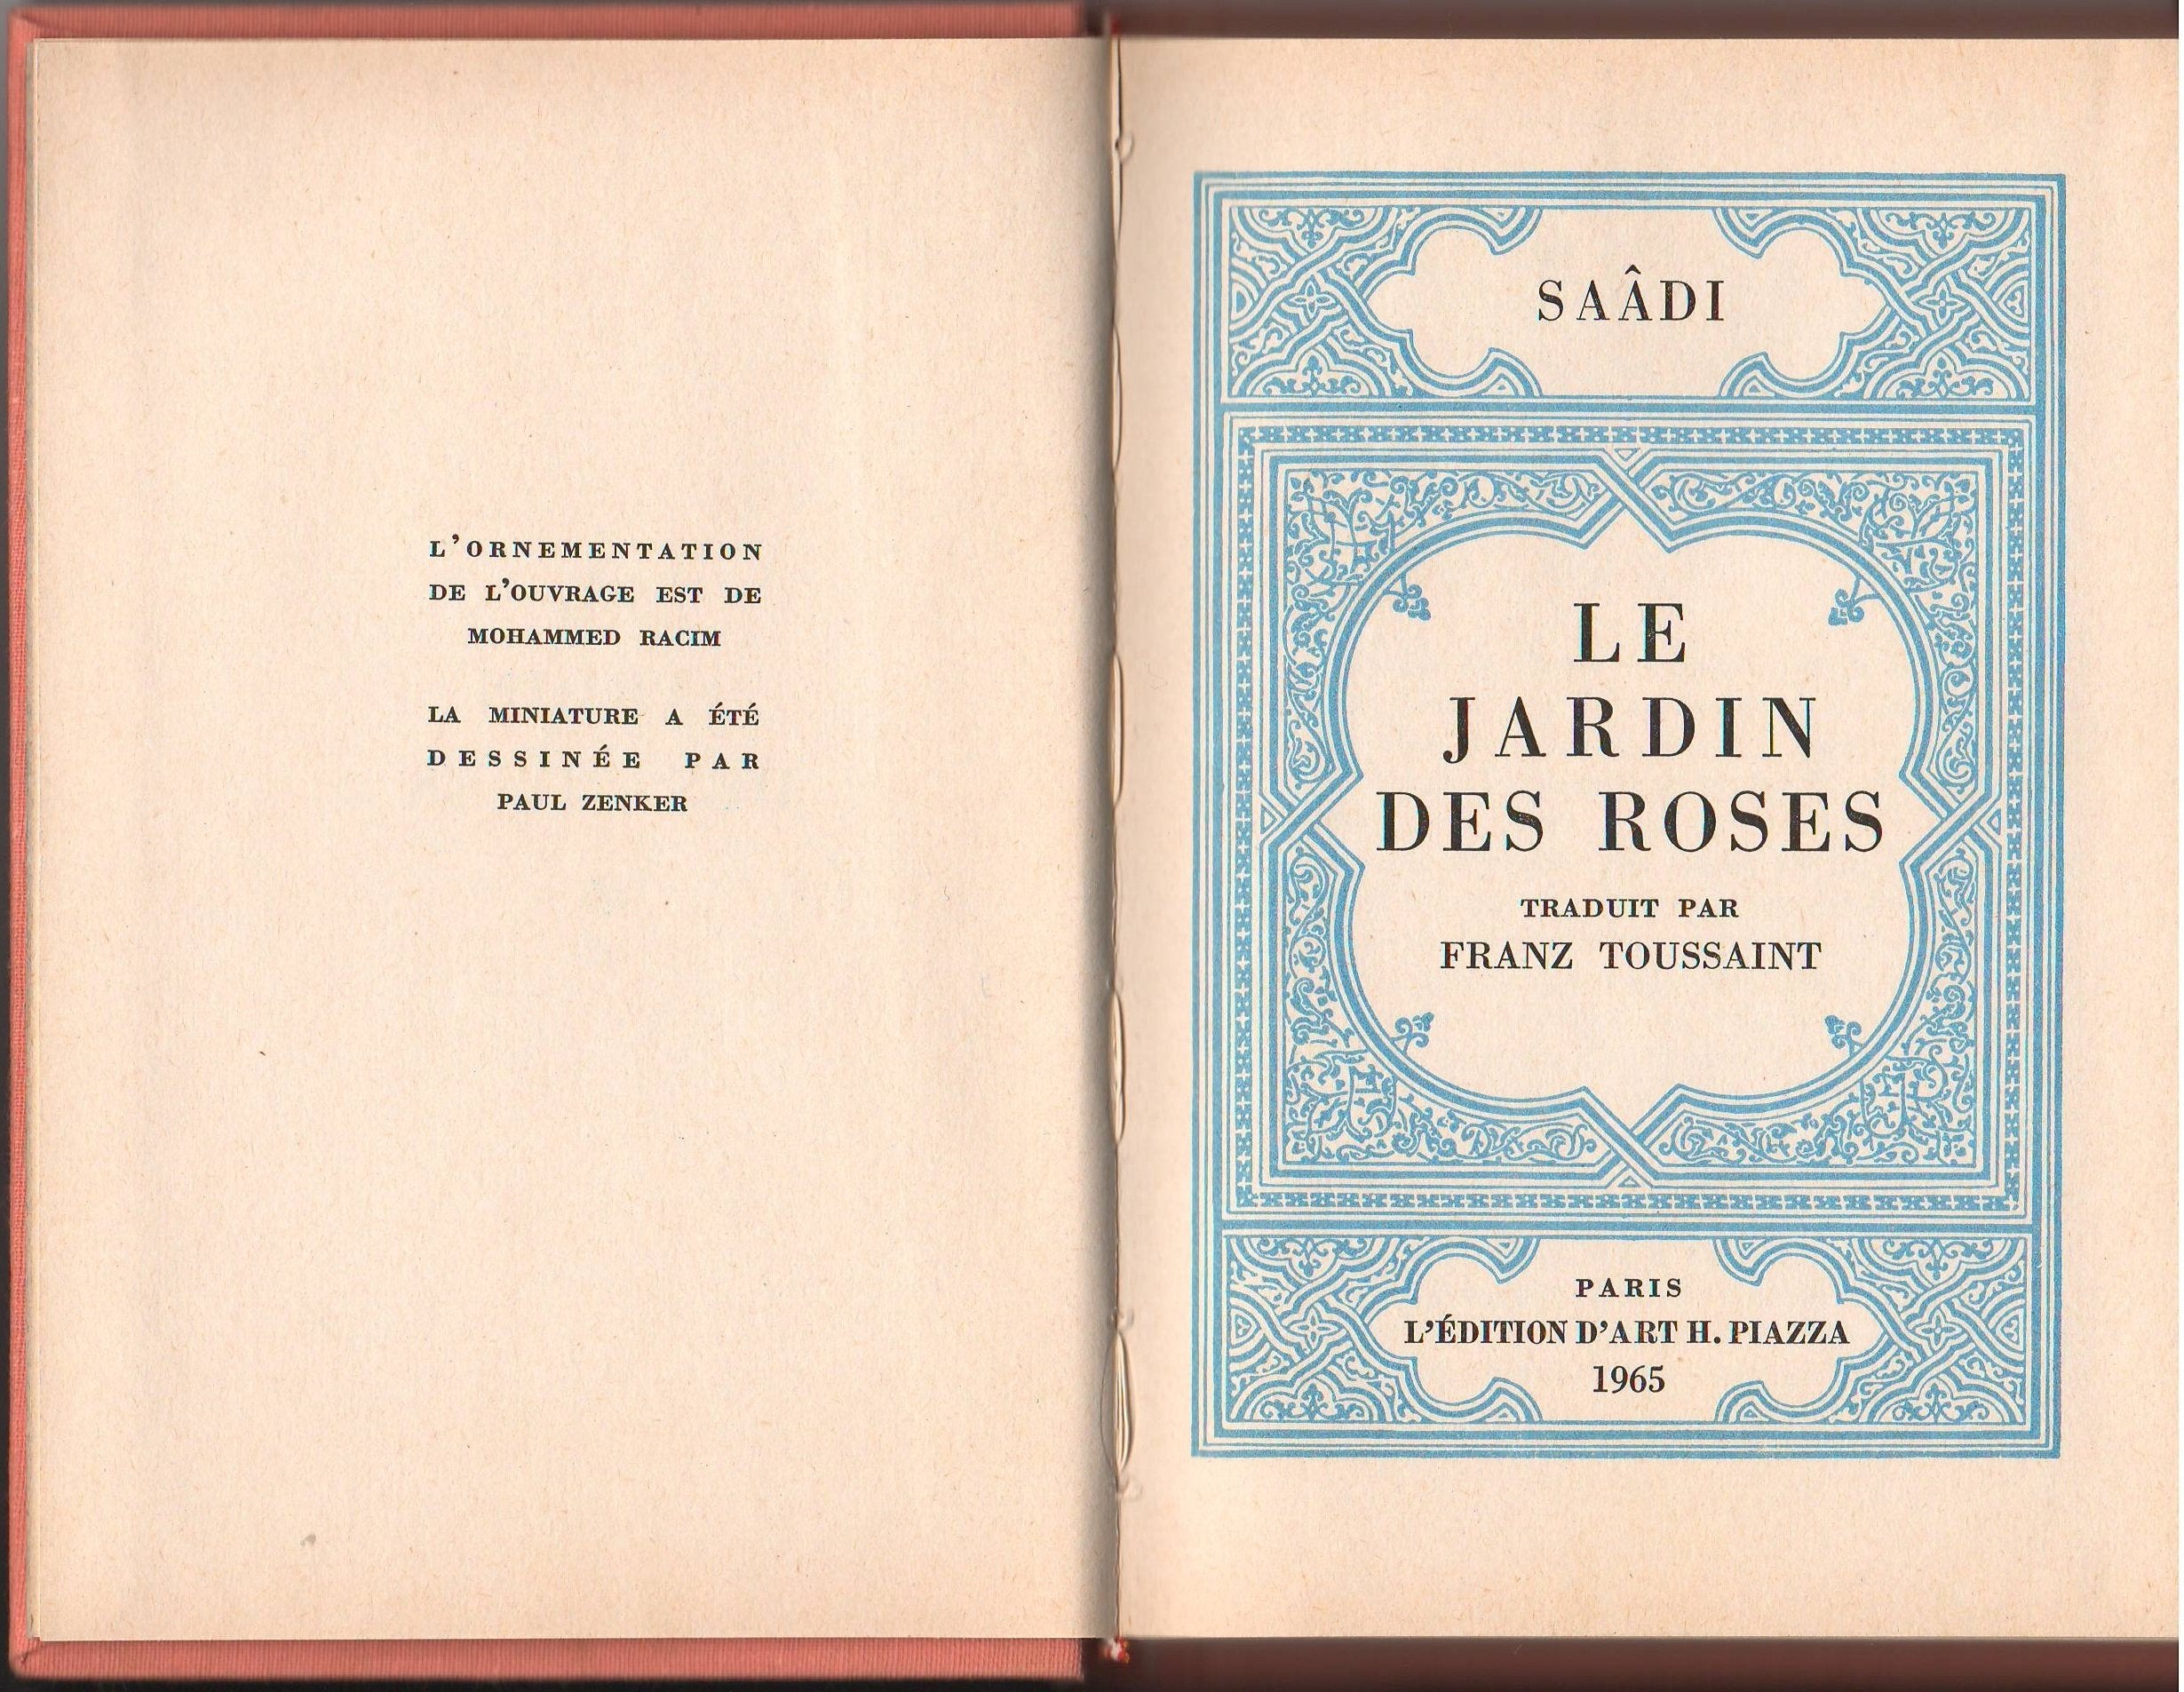 L'ORNEMENTATION
DE L'OUVRAGE EST DE
MOHAMMED RACIM
LA MINIATURE A ÉTÉ
DESSINÉE PAR
PAUL ZENKER
SAÂDI
LE
JARDIN
DES ROSES
TRADUIT PAR
FRANZ TOUSSAINT
PARIS
L'ÉDITION D'ART H. PIAZZA
1965